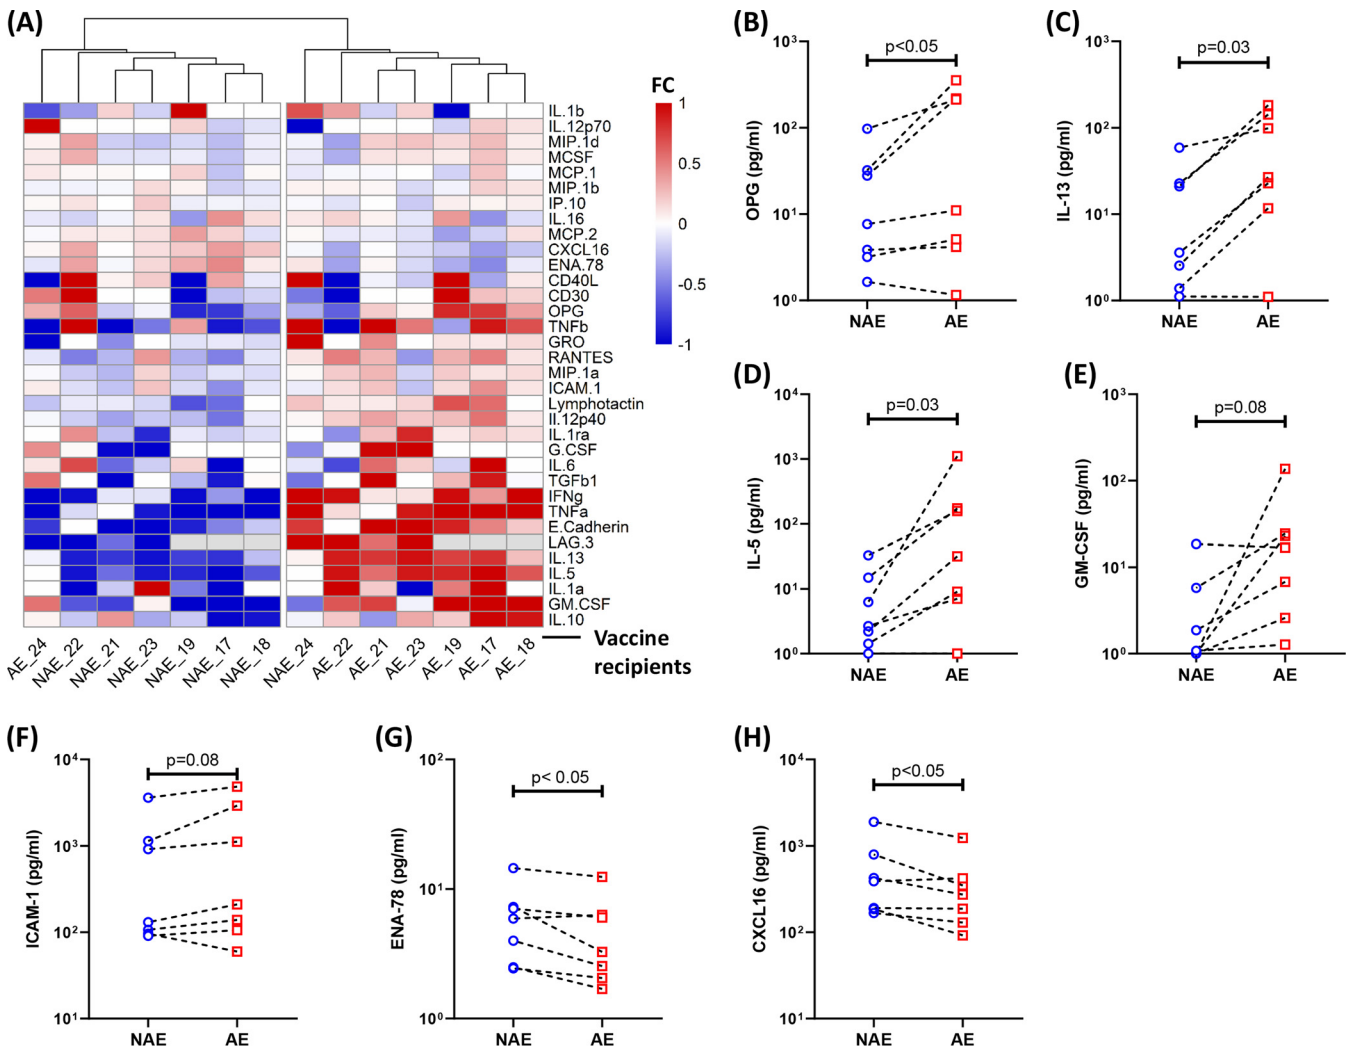 (A)
FC
1
0.5
0
-0.5
-1
IL.1b
IL.12p70
MIP.1d
MCSF
MCP.1
MIP.1b
IP.10
IL.16
MCP.2
CXCL16
ENA.78
CD40L
CD30
OPG
TNFb
GRO
RANTES
MIP.1a
ICAM.1
Lymphotactin
Il.12p40
IL.1ra
G.CSF
IL.6
TGFb1
IFNg
TNFa
E.Cadherin
LAG.3
IL.13
IL.5
IL.1a
GM.CSF
IL.10
AE_24
NAE_22
NAE_21
NAE_23
NAE_19
NAE_17
NAE_18
NAE_24
AE_22
AE_21
AE_23
AE_19
AE_17
AE_18
Vaccine
recipients
(B)
p<0.05
OPG (pg/ml)
10³
10²
10¹
10⁰
NAE AE
(C)
p=0.03
IL-13 (pg/ml)
10³
10²
10¹
10⁰
NAE AE
(D)
p=0.03
IL-5 (pg/ml)
10⁴
10³
10²
10¹
10⁰
NAE AE
(E)
p=0.08
GM-CSF (pg/ml)
10³
10²
10¹
10⁰
NAE AE
(F)
p=0.08
ICAM-1 (pg/ml)
10⁴
10³
10²
10¹
NAE AE
(G)
p< 0.05
ENA-78 (pg/ml)
10²
10¹
10⁰
NAE AE
(H)
p<0.05
CXCL16 (pg/ml)
10⁴
10³
10²
10¹
NAE AE